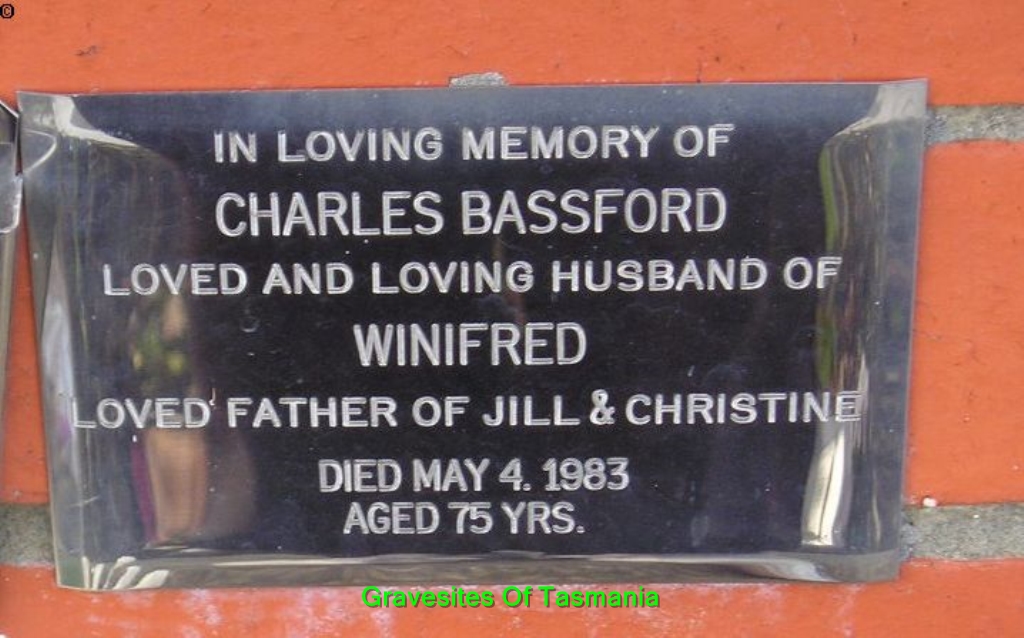 ©
IN LOVING MEMORY OF
CHARLES BASSFORD
LOVED AND LOVING HUSBAND OF
WINIFRED
LOVED FATHER OF JILL & CHRISTINE
DIED MAY 4. 1983
AGED 75 YRS.
Gravesites Of Tasmania